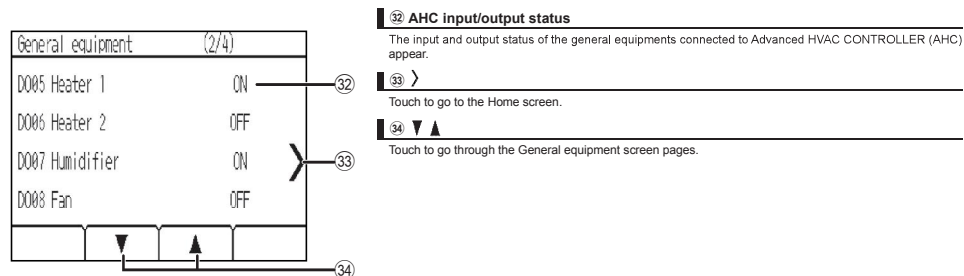 General equipment (2/4)
DO05 Heater 1 ON
DO06 Heater 2 OFF
DO07 Humidifier ON
DO08 Fan OFF
▼ ▲
㉜
㉝
㉞
㉜ AHC input/output status
The input and output status of the general equipments connected to Advanced HVAC CONTROLLER (AHC)
appear.
㉝ 〉
Touch to go to the Home screen.
㉞ ▼ ▲
Touch to go through the General equipment screen pages.